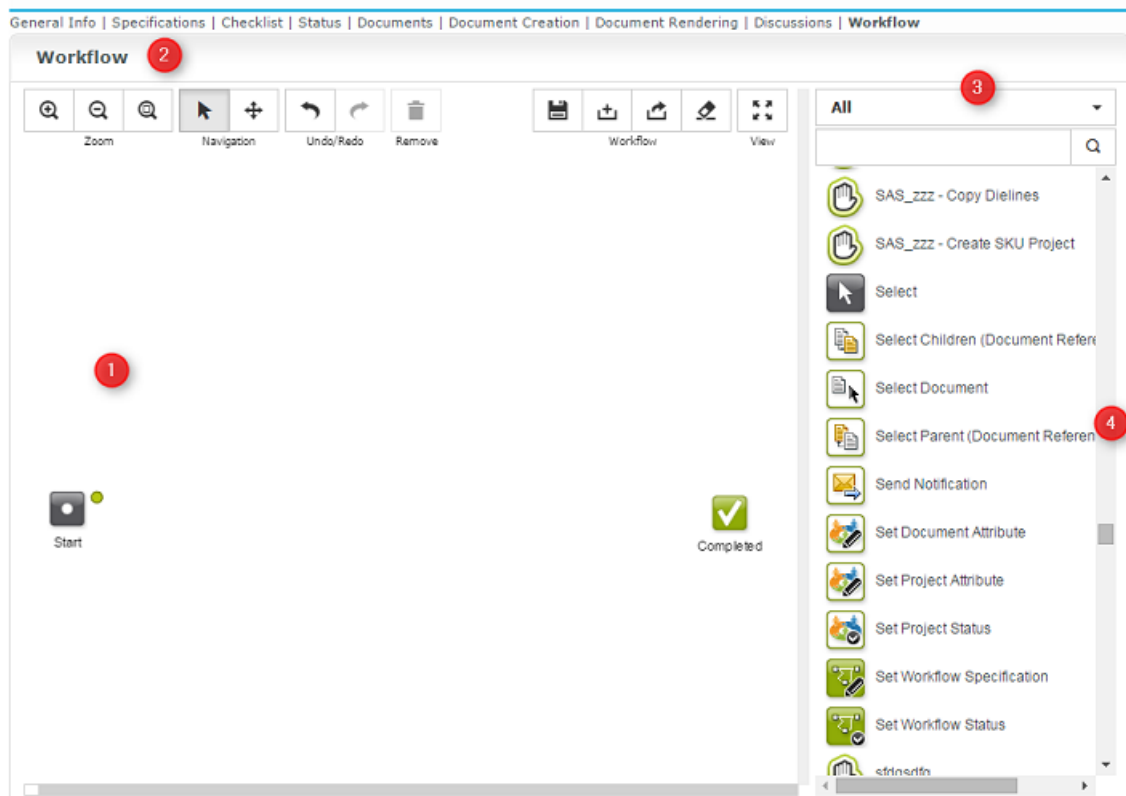 General Info | Specifications | Checklist | Status | Documents | Document Creation | Document Rendering | Discussions | Workflow
Workflow 2
3
All
Zoom Navigation Undo/Redo Remove Workflow View
SAS_zzz - Copy Dielines
SAS_zzz - Create SKU Project
Select
Select Children (Document Refere
1
Select Document
4
Select Parent (Document Referen
Send Notification
Set Document Attribute
Start
Completed
Set Project Attribute
Set Project Status
Set Workflow Specification
Set Workflow Status